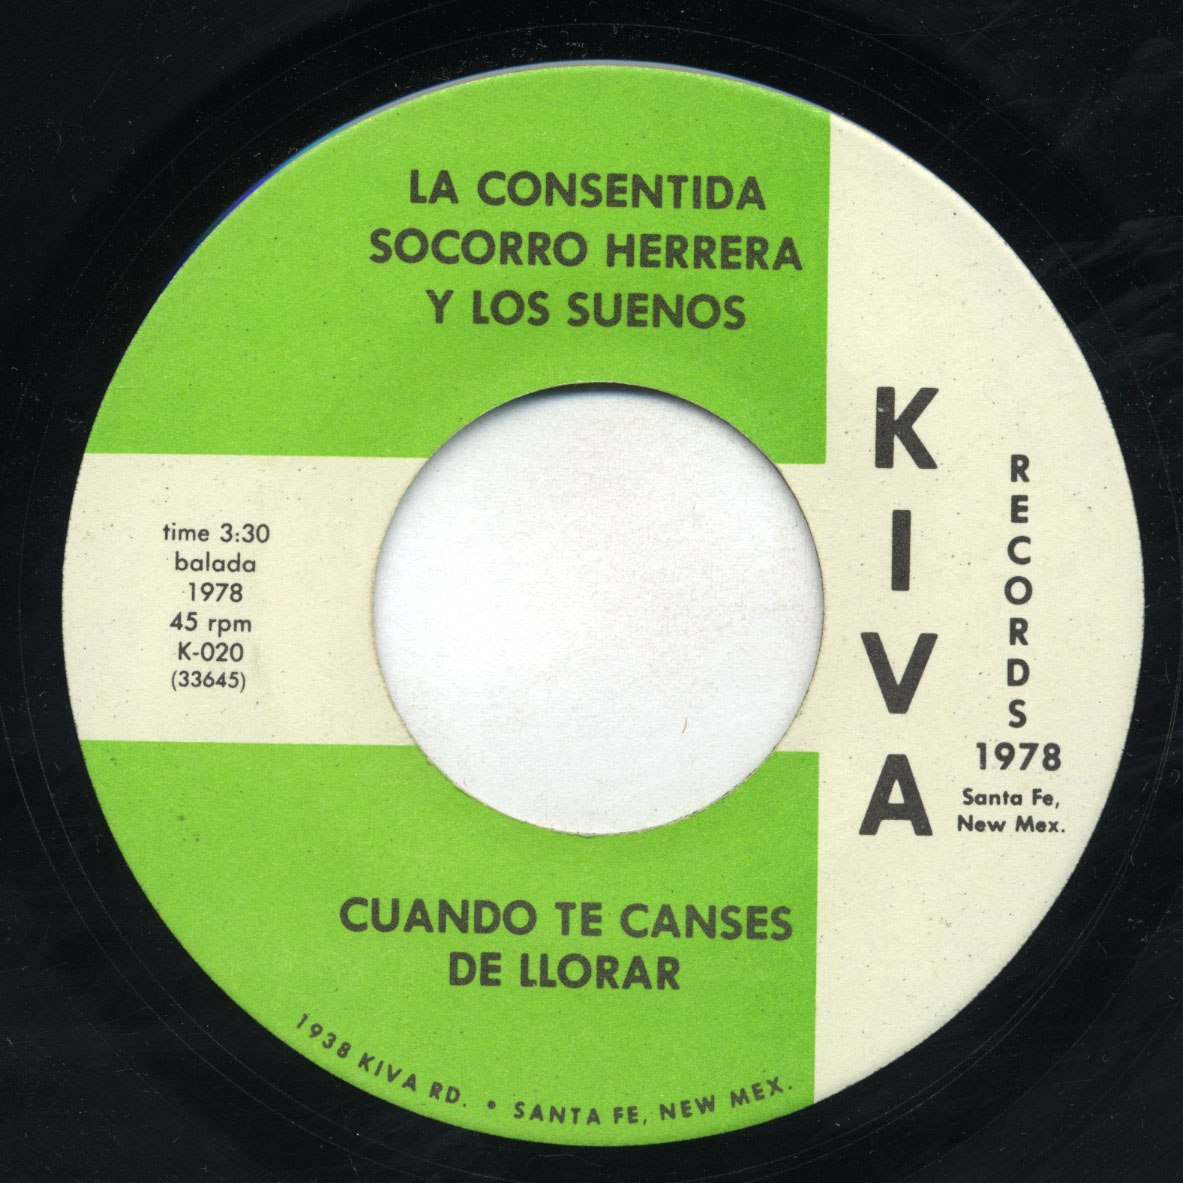 LA CONSENTIDA
SOCORRO HERRERA
Y LOS SUENOS
time 3:30
balada
1978
45 rpm
K-020
(33645)
KIVA
RECORDS
1978
Santa Fe,
New Mex.
CUANDO TE CANSES
DE LLORAR
1938 KIVA RD. • SANTA FE, NEW MEX.